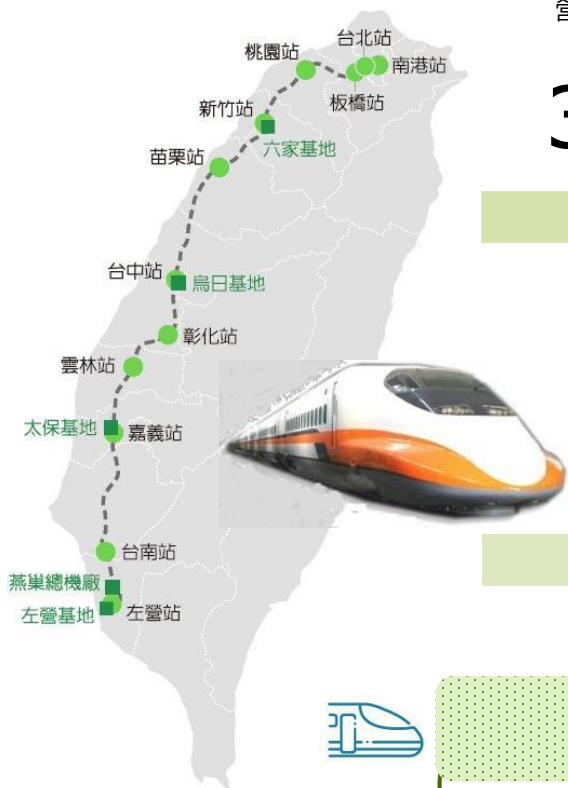 台北站
桃園站
南港站
板橋站
新竹站
六家基地
苗栗站
台中站
烏日基地
彰化站
雲林站
太保基地
嘉義站
台南站
燕巢總機廠
左營基地
左營站